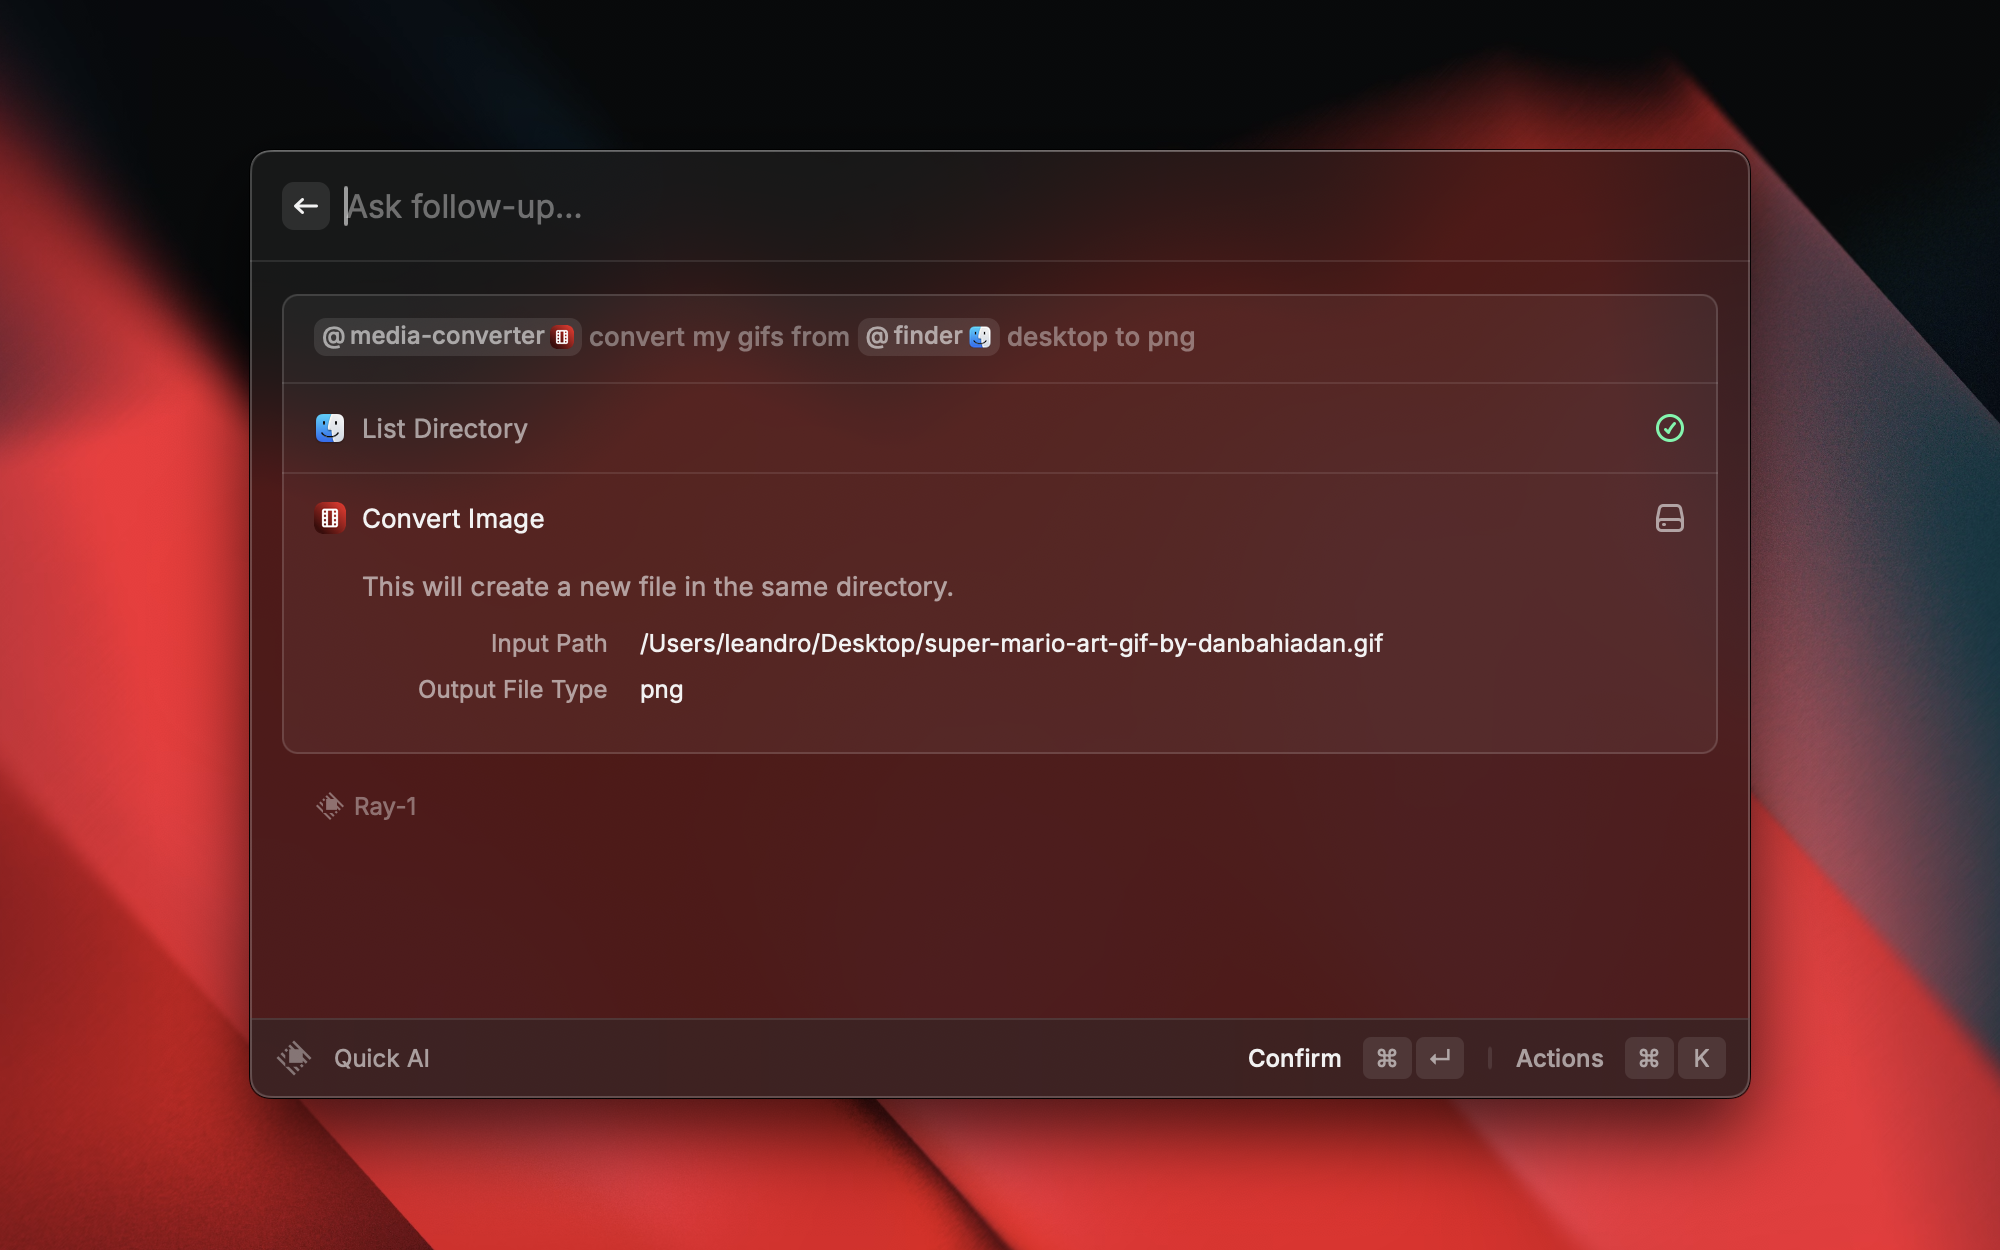 Ask follow-up...
@media-converter convert my gifs from @finder desktop to png
List Directory
Convert Image
This will create a new file in the same directory.
Input Path /Users/leandro/Desktop/super-mario-art-gif-by-danbahiadan.gif
Output File Type png
Ray-1
Quick AI Confirm ⌘ ↵ Actions ⌘ K